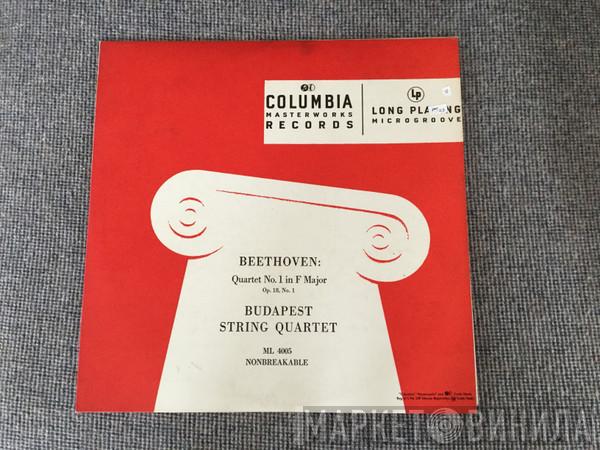 COLUMBIA
MASTERWORKS
RECORDS
LP
LONG PLAYING
MICROGROOVE
BEETHOVEN:
Quartet No. 1 in F Major
Op. 18, No. 1
BUDAPEST
STRING QUARTET
ML 4005
NONBREAKABLE
МАРКЕТ ВИНИЛА